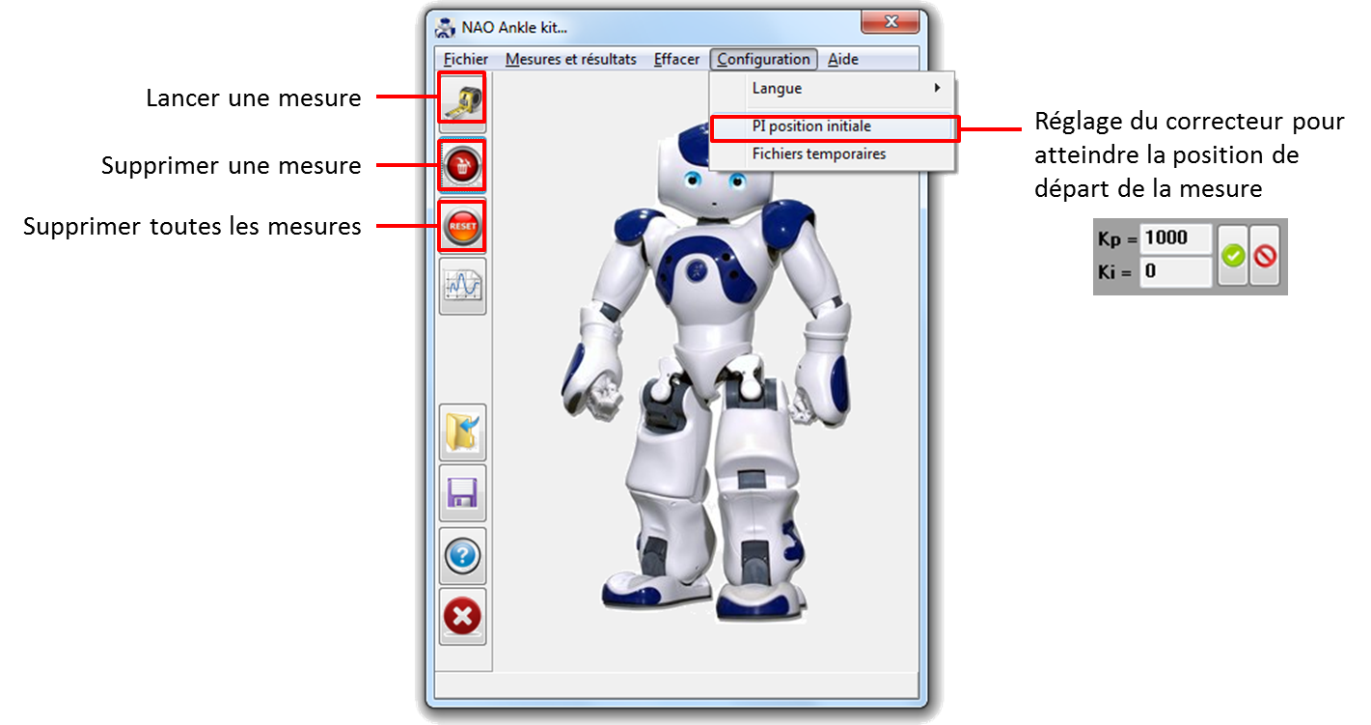 NAO Ankle kit...
Fichier Mesures et résultats Effacer Configuration Aide
Langue
PI position initiale
Fichiers temporaires
Lancer une mesure
Supprimer une mesure
Supprimer toutes les mesures
RESET
?
Réglage du correcteur pour
atteindre la position de
départ de la mesure
Kp = 1000
Ki = 0